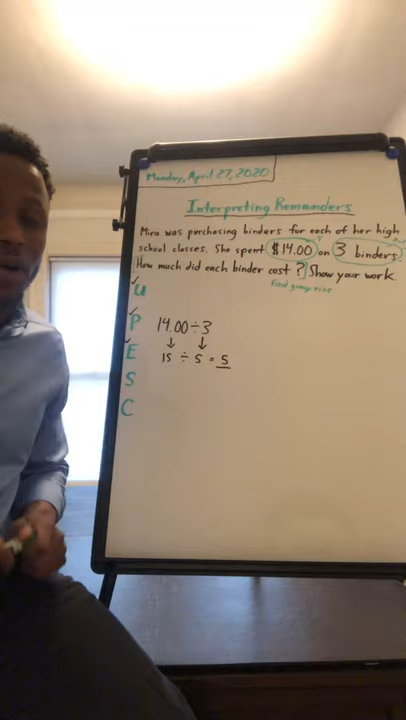 Monday, April 27, 2020
Interpreting Remainders
Mira was purchasing binders for each of her high
school classes. She spent $14.00 on 3 binders.
How much did each binder cost? Show your work.
Find group size
U
P 14.00 ÷ 3
E 15 ÷ 5 = 5
S
C